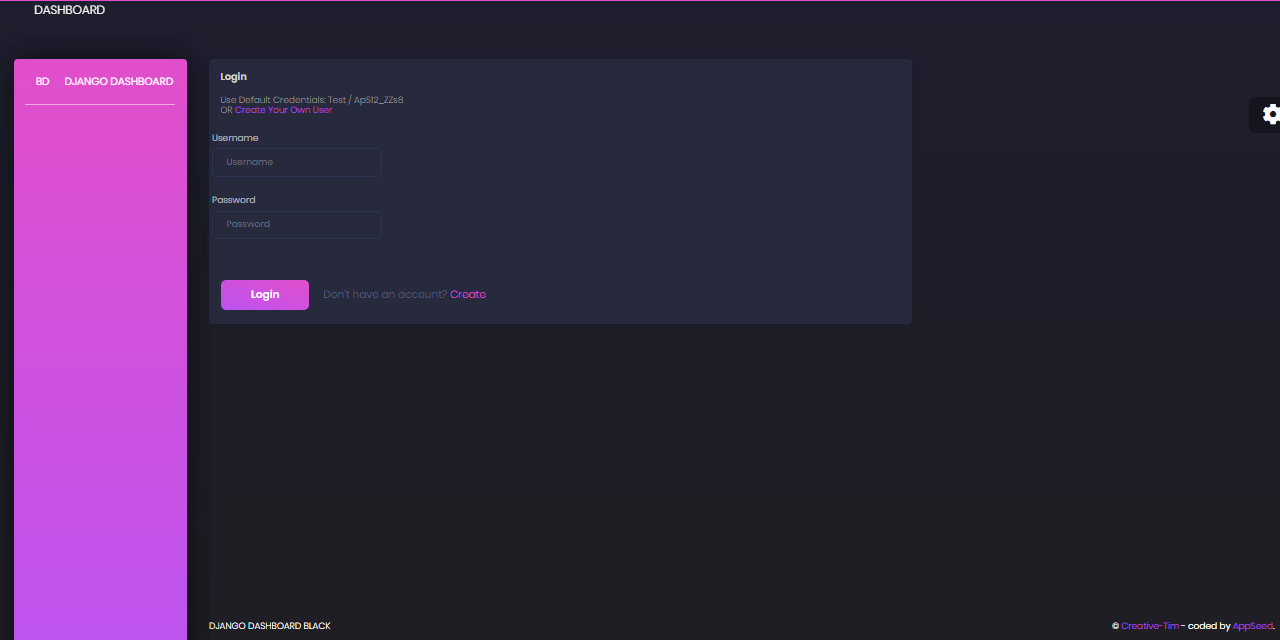 DASHBOARD
BD DJANGO DASHBOARD
Login
Use Default Credentials: Test / ApS12_ZZs8
OR Create Your Own User
Username
Username
Password
Password
Login Don't have an account? Create
DJANGO DASHBOARD BLACK
© Creative-Tim - coded by AppSeed.